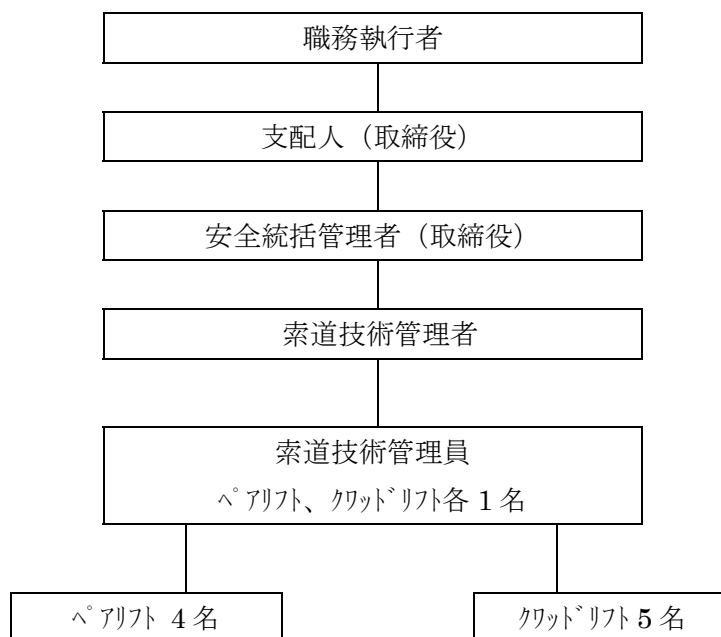 職務執行者
支配人（取締役）
安全統括管理者（取締役）
索道技術管理者
索道技術管理員
ﾍﾟｱﾘﾌﾄ、ｸﾜｯﾄﾞﾘﾌﾄ各 1 名
ﾍﾟｱﾘﾌﾄ 4 名
ｸﾜｯﾄﾞﾘﾌﾄ 5 名